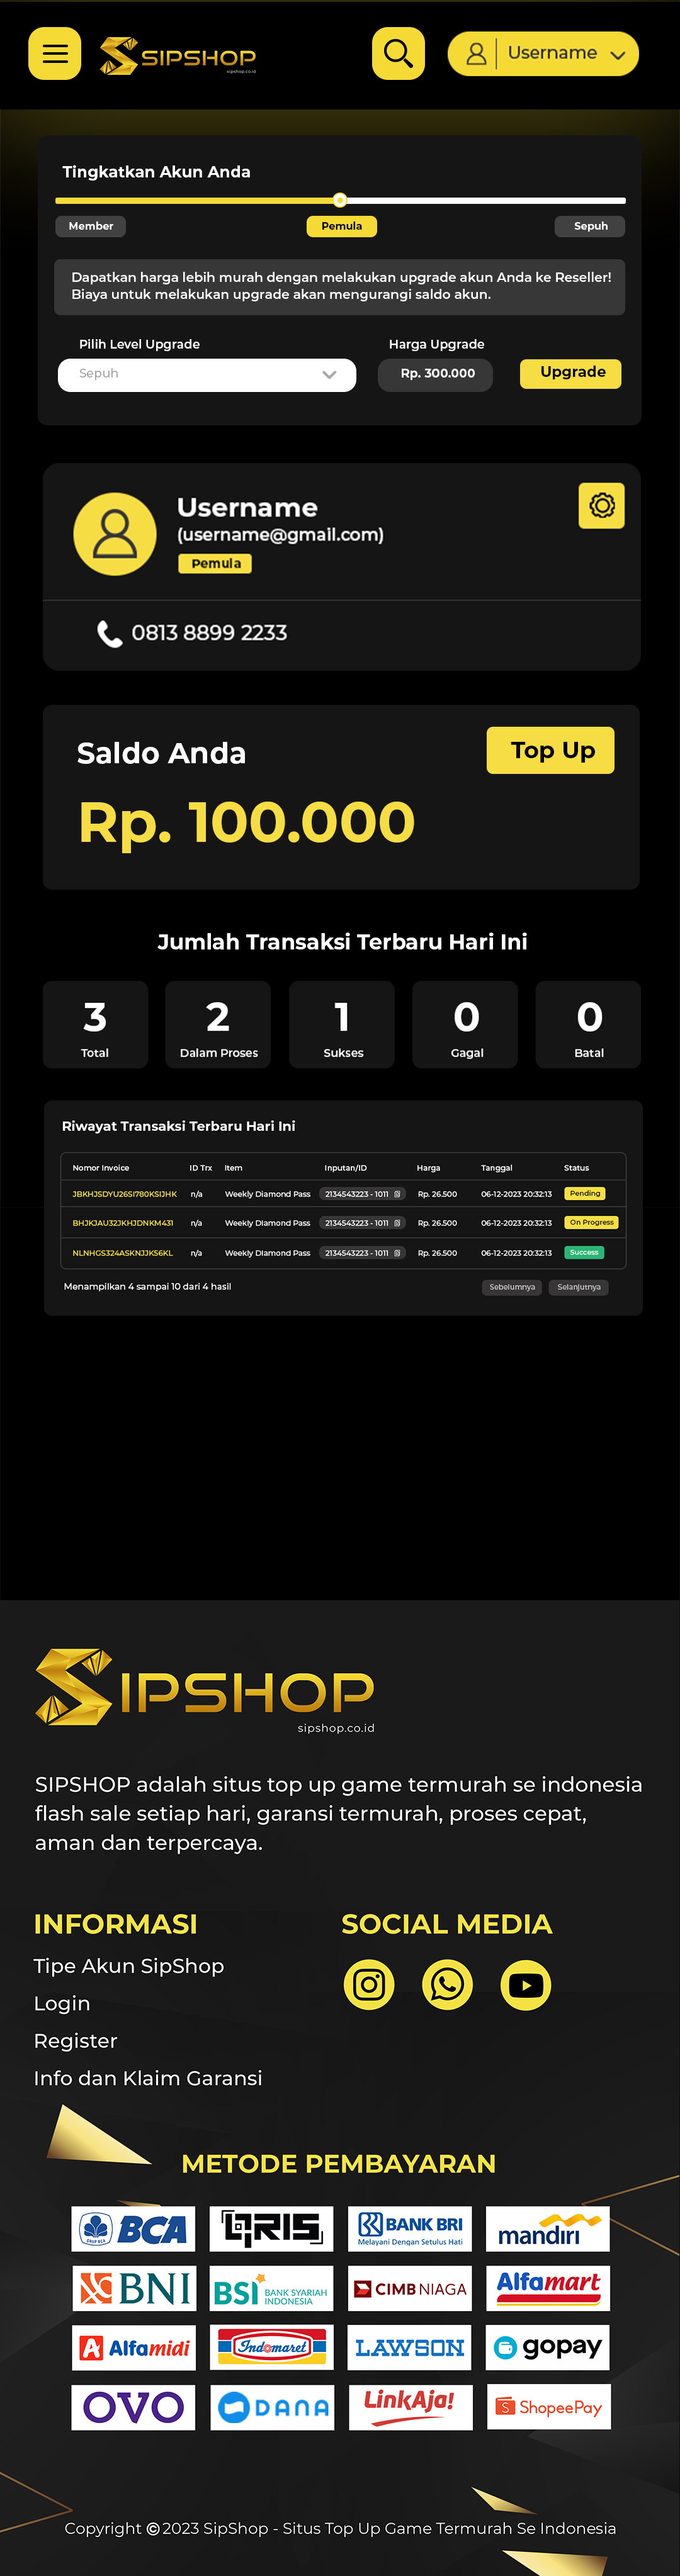 SIPSHOP
sipshop.co.id
Username
Tingkatkan Akun Anda
Member
Pemula
Sepuh
Dapatkan harga lebih murah dengan melakukan upgrade akun Anda ke Reseller!
Biaya untuk melakukan upgrade akan mengurangi saldo akun.
Pilih Level Upgrade
Harga Upgrade
Sepuh
Rp. 300.000
Upgrade
Username
(username@gmail.com)
Pemula
0813 8899 2233
Saldo Anda
Top Up
Rp. 100.000
Jumlah Transaksi Terbaru Hari Ini
3
2
1
0
0
Total
Dalam Proses
Sukses
Gagal
Batal
Riwayat Transaksi Terbaru Hari Ini
Nomor Invoice ID Trx Item Inputan/ID Harga Tanggal Status
JBKHJSDYU26SI780KSIJHK n/a Weekly Diamond Pass 2134543223 - 1011 Rp. 26.500 06-12-2023 20:32:13 Pending
BHJKJAU32JKHJDNKM431 n/a Weekly Diamond Pass 2134543223 - 1011 Rp. 26.500 06-12-2023 20:32:13 On Progress
NLNHGS324ASKNJJK56KL n/a Weekly Diamond Pass 2134543223 - 1011 Rp. 26.500 06-12-2023 20:32:13 Success
Menampilkan 4 sampai 10 dari 4 hasil
Sebelumnya
Selanjutnya
SIPSHOP
sipshop.co.id
SIPSHOP adalah situs top up game termurah se indonesia
flash sale setiap hari, garansi termurah, proses cepat,
aman dan terpercaya.
INFORMASI
Tipe Akun SipShop
Login
Register
Info dan Klaim Garansi
SOCIAL MEDIA
METODE PEMBAYARAN
BCA
GRUP BCA
QRIS
BANK BRI
Melayani Dengan Setulus Hati
mandiri
BNI
BSI BANK SYARIAH
INDONESIA
CIMB NIAGA
Alfamart
Alfamidi
Indomaret
LAWSON
gopay
OVO
DANA
LinkAja!
ShopeePay
Copyright © 2023 SipShop - Situs Top Up Game Termurah Se Indonesia